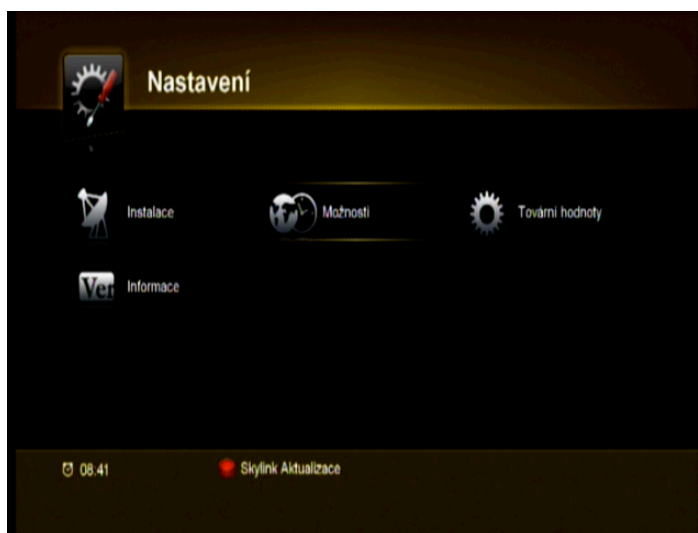 Nastavení
Instalace
Možnosti
Tovární hodnoty
Ver
Informace
08:41
Skylink Aktualizace